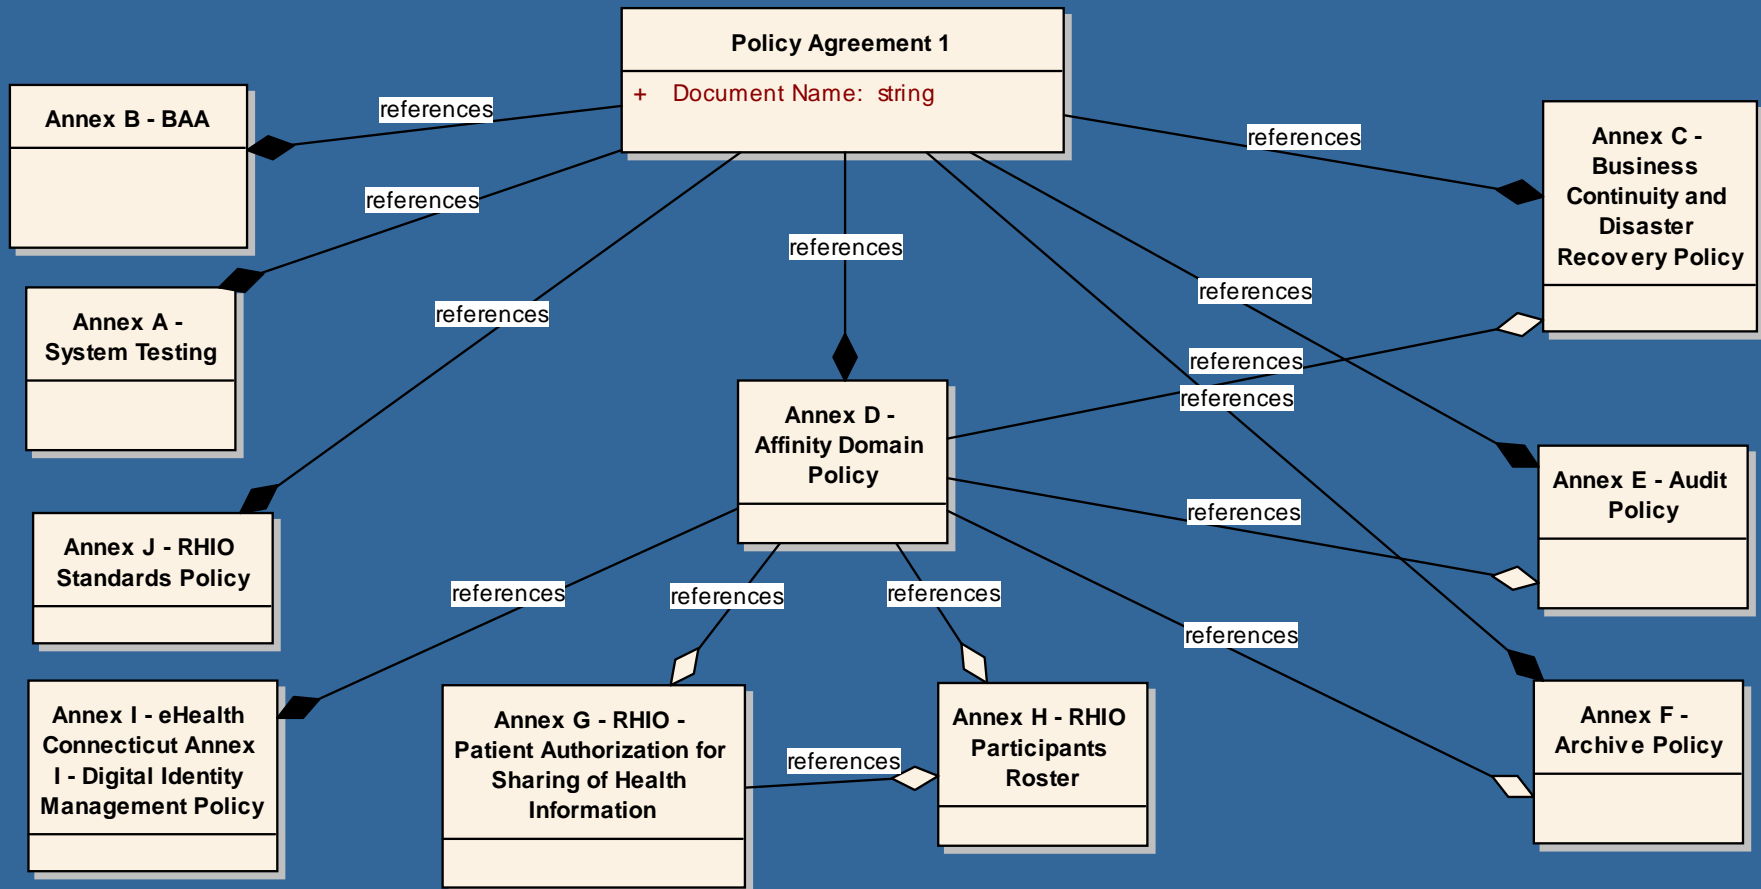 Policy Agreement 1
+ Document Name: string
Annex B - BAA
references
references
Annex C -
Business
Continuity and
Disaster
Recovery Policy
references
references
references
references
Annex A -
System Testing
references
references
Annex D -
Affinity Domain
Policy
Annex E - Audit
Policy
references
Annex J - RHIO
Standards Policy
references
references
references
references
Annex I - eHealth
Connecticut Annex
I - Digital Identity
Management Policy
Annex G - RHIO -
Patient Authorization for
Sharing of Health
Information
references
Annex H - RHIO
Participants
Roster
Annex F -
Archive Policy